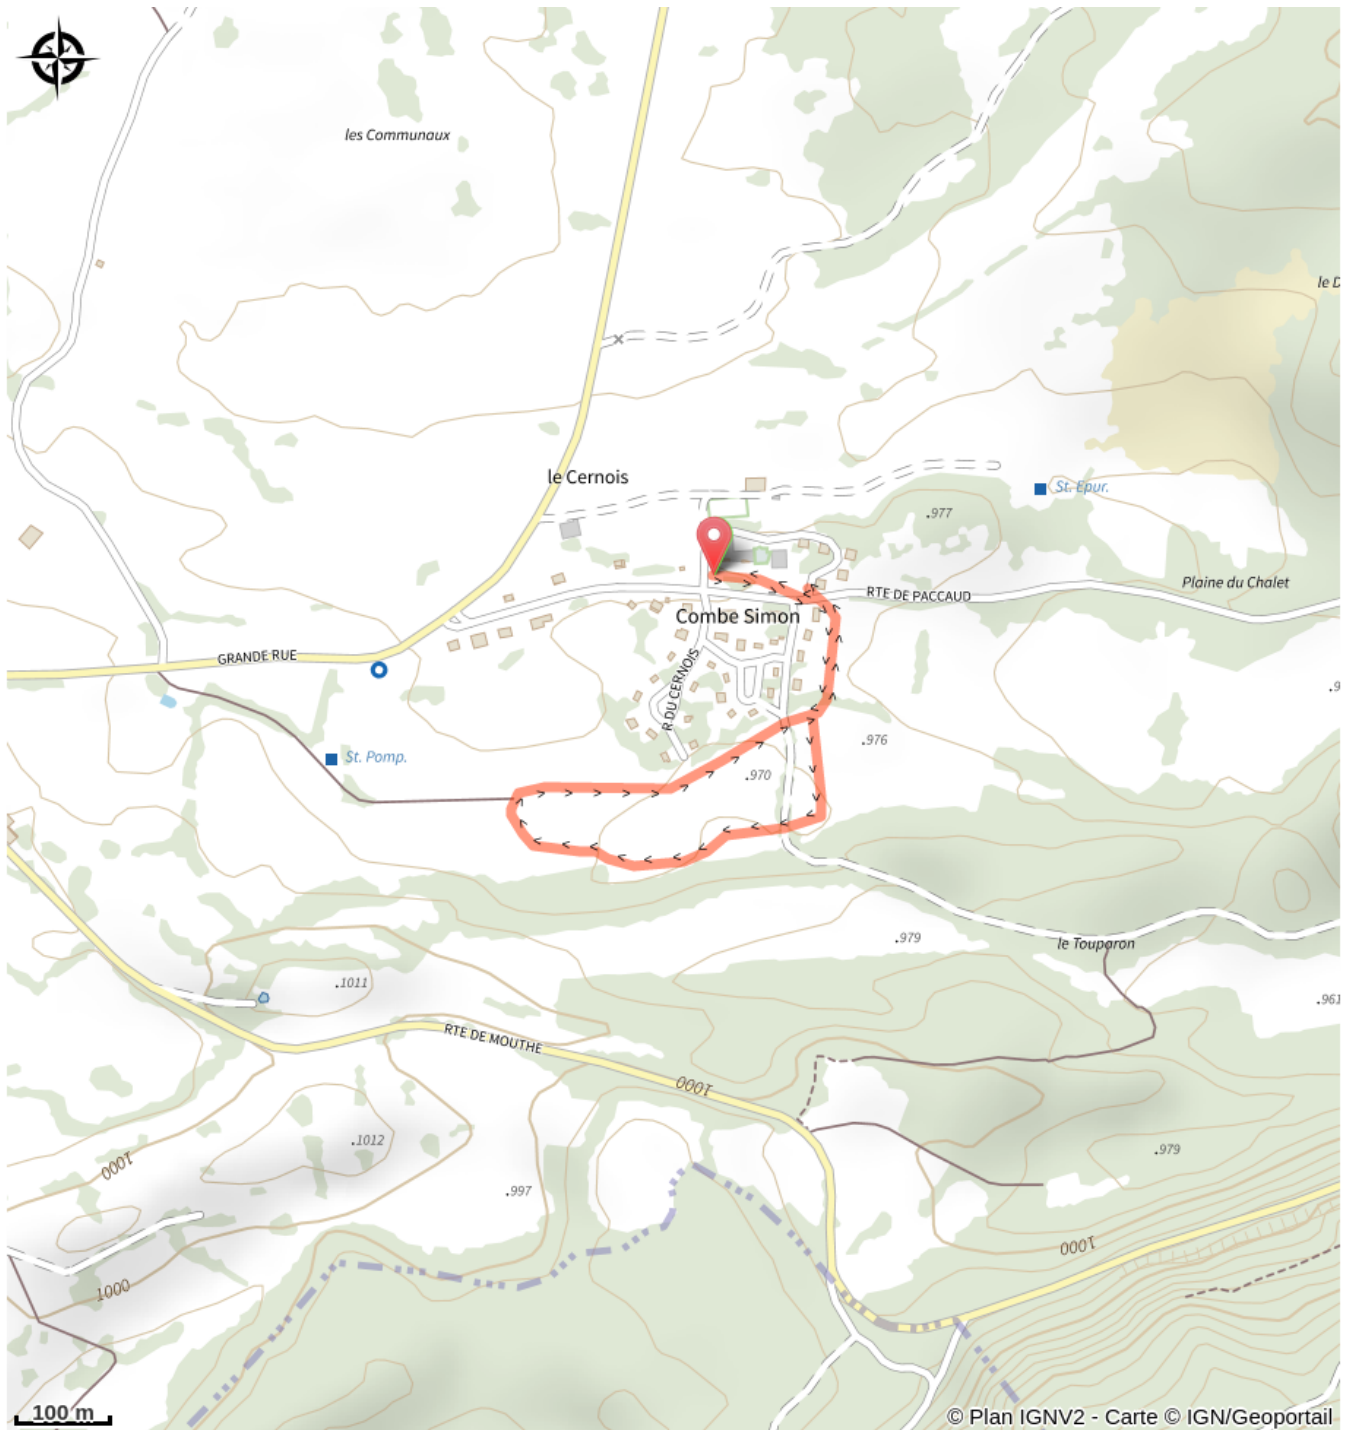 les Communaux
le D
le Cernois
St. Epur.
.977
Plaine du Chalet
RTE DE PACCAUD
Combe Simon
GRANDE RUE
R DU CERNOIS
.9
.976
St. Pomp.
.970
.979
le Touparon
.1011
.961
RTE DE MOUTHE
1000
.1012
.979
1000
.997
1000
1000
100 m
© Plan IGNV2 - Carte © IGN/Geoportail